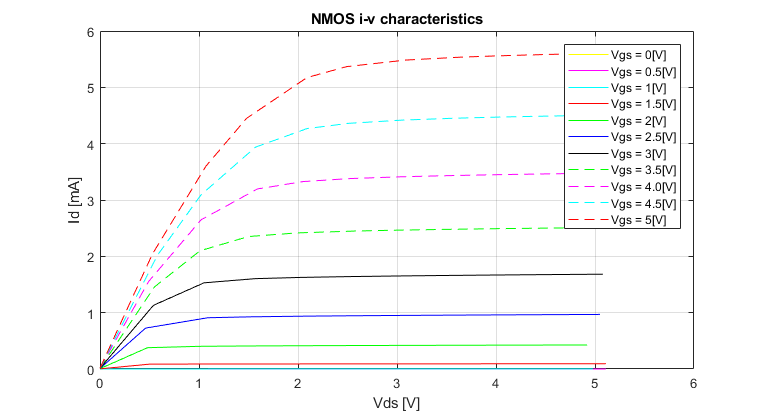 NMOS i-v characteristics
6
5
4
3
2
1
0
0
1
2
3
4
5
6
Id [mA]
Vds [V]
Vgs = 0[V]
Vgs = 0.5[V]
Vgs = 1[V]
Vgs = 1.5[V]
Vgs = 2[V]
Vgs = 2.5[V]
Vgs = 3[V]
Vgs = 3.5[V]
Vgs = 4.0[V]
Vgs = 4.5[V]
Vgs = 5[V]